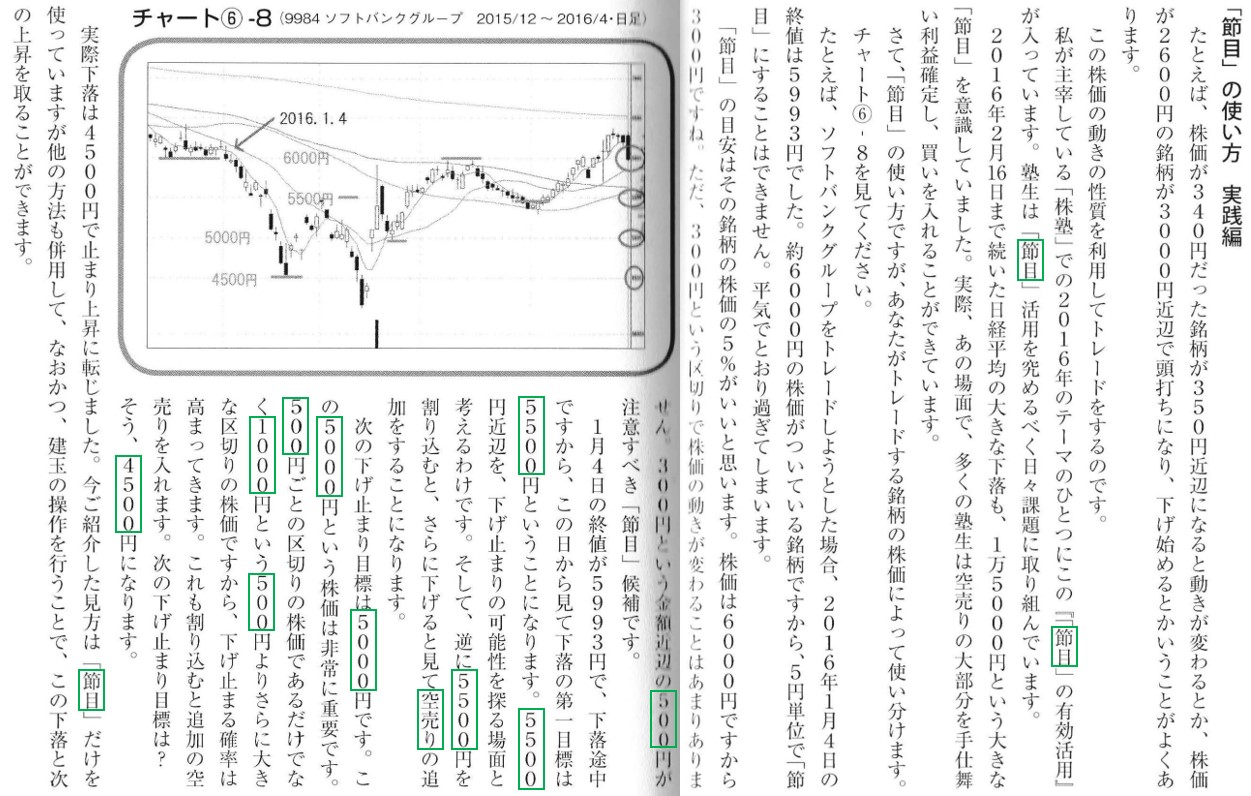 「節目」の使い方　実践編
たとえば、株価が３４０円だった銘柄が３５０円近辺になると動きが変わるとか、株価
が２６００円の銘柄が３０００円近辺で頭打ちになり、下げ始めるとかいうことがよくあ
ります。
この株価の動きの性質を利用してトレードをするのです。
私が主宰している「株塾」での２０１６年のテーマのひとつにこの『「節目」の有効活用』
が入っています。塾生は「節目」活用を究めるべく日々課題に取り組んでいます。
２０１６年２月16日まで続いた日経平均の大きな下落も、１万５０００円という大きな
「節目」を意識していました。実際、あの場面で、多くの塾生は空売りの大部分を手仕舞
い利益確定し、買いを入れることができています。
さて、「節目」の使い方ですが、あなたがトレードする銘柄の株価によって使い分けます。
チャート⑥-８を見てください。
たとえば、ソフトバンクグループをトレードしようとした場合、２０１６年１月４日の
終値は５９９３円でした。約６０００円の株価がついている銘柄ですから、５円単位で「節
目」にすることはできません。平気でとおり過ぎてしまいます。
「節目」の目安はその銘柄の株価の５％がいいと思います。株価は６０００円ですから
３００円ですね。ただ、３００円という区切りで株価の動きが変わることはあまりありま
チャート⑥-8（9984 ソフトバンクグループ　2015/12～2016/4・日足）
2016.1.4
6000円
5500円
5000円
4500円
せん。３００円という金額近辺の５００円が
注意すべき「節目」候補です。
１月４日の終値が５９９３円で、下落途中
ですから、この日から見て下落の第一目標は
５５００円ということになります。５５００
円近辺を、下げ止まりの可能性を探る場面と
考えるわけです。そして、逆に５５００円を
割り込むと、さらに下げると見て空売りの追
加をすることになります。
次の下げ止まり目標は５０００円です。こ
の５０００円という株価は非常に重要です。
５００円ごとの区切りの株価であるだけでな
く１０００円という５００円よりさらに大き
な区切りの株価ですから、下げ止まる確率は
高まってきます。これも割り込むと追加の空
売りを入れます。次の下げ止まり目標は？
そう、４５００円になります。
実際下落は４５００円で止まり上昇に転じました。今ご紹介した見方は「節目」だけを
使っていますが他の方法も併用して、なおかつ、建玉の操作を行うことで、この下落と次
の上昇を取ることができます。